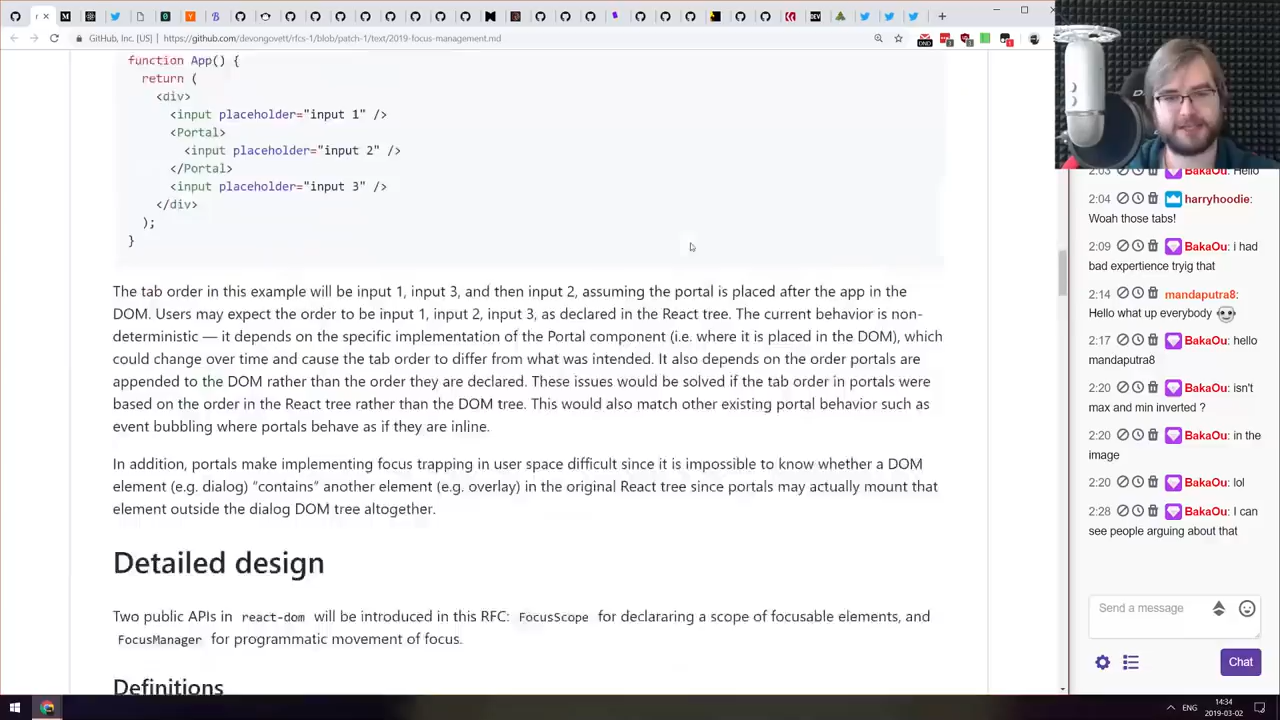 GitHub, Inc. [US] | https://github.com/devongovett/rfcs-1/blob/patch-1/text/2019-focus-management.md
function App() {
return (
<div>
<input placeholder="input 1" />
<Portal>
<input placeholder="input 2" />
</Portal>
<input placeholder="input 3" />
</div>
);
}
The tab order in this example will be input 1, input 3, and then input 2, assuming the portal is placed after the app in the
DOM. Users may expect the order to be input 1, input 2, input 3, as declared in the React tree. The current behavior is non-
deterministic — it depends on the specific implementation of the Portal component (i.e. where it is placed in the DOM), which
could change over time and cause the tab order to differ from what was intended. It also depends on the order portals are
appended to the DOM rather than the order they are declared. These issues would be solved if the tab order in portals were
based on the order in the React tree rather than the DOM tree. This would also match other existing portal behavior such as
event bubbling where portals behave as if they are inline.
In addition, portals make implementing focus trapping in user space difficult since it is impossible to know whether a DOM
element (e.g. dialog) “contains” another element (e.g. overlay) in the original React tree since portals may actually mount that
element outside the dialog DOM tree altogether.
Detailed design
Two public APIs in react-dom will be introduced in this RFC: FocusScope for declararing a scope of focusable elements, and
FocusManager for programmatic movement of focus.
Definitions
2:03 BakaOu: Hello
2:04 harryhoodie:
Woah those tabs!
2:09 BakaOu: i had
bad expertience tryig that
2:14 mandaputra8:
Hello what up everybody
2:17 BakaOu: hello
mandaputra8
2:20 BakaOu: isn't
max and min inverted ?
2:20 BakaOu: in the
image
2:20 BakaOu: lol
2:28 BakaOu: I can
see people arguing about that
Send a message
Chat
ENG
14:34
2019-03-02